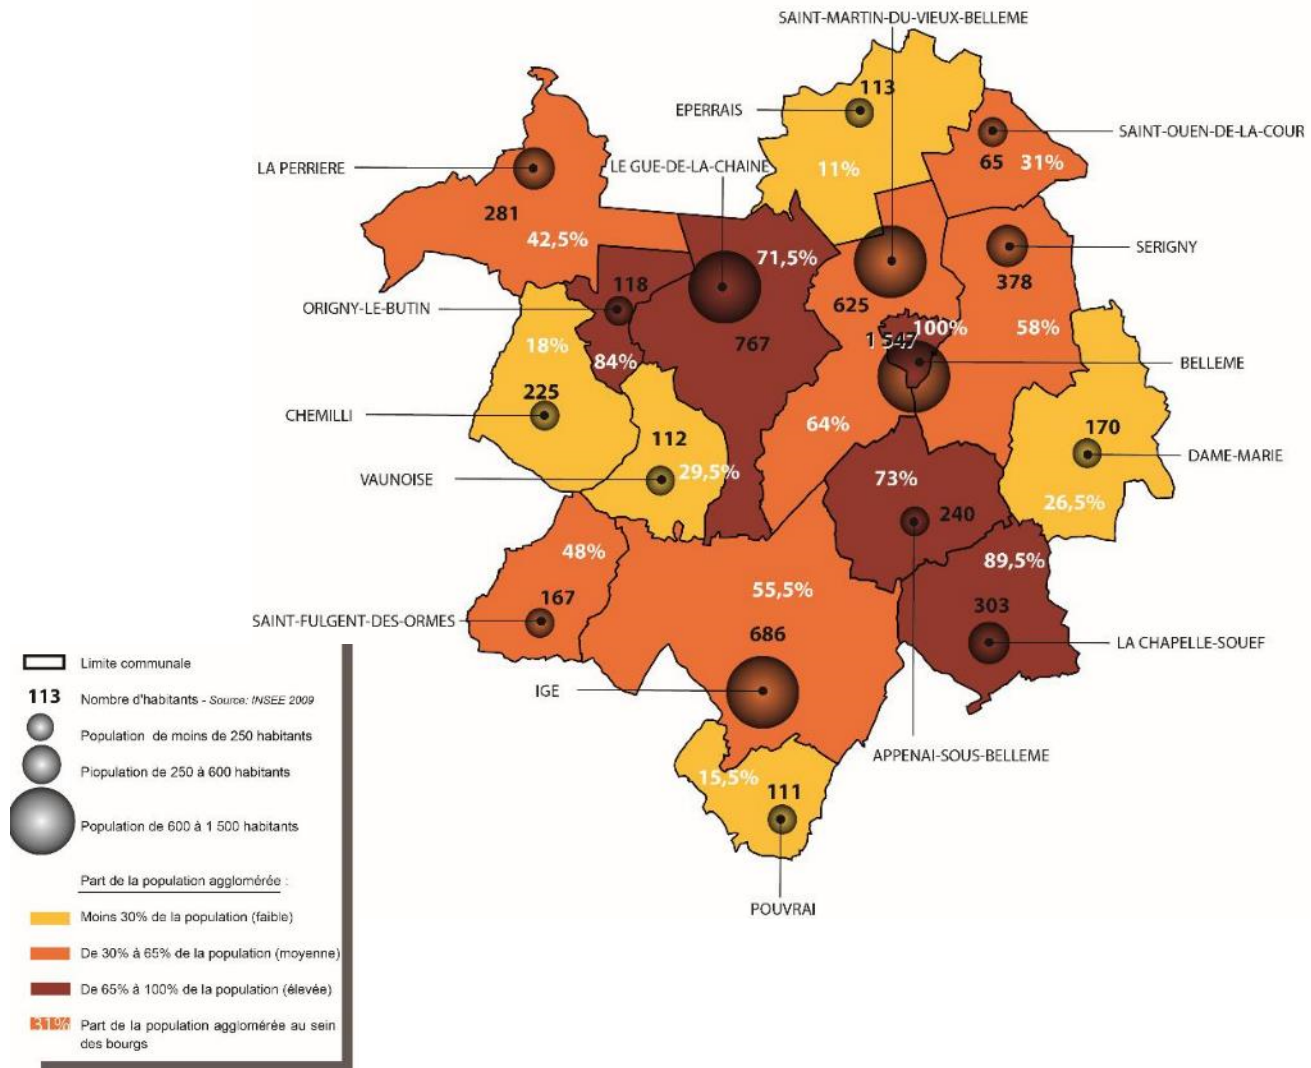 SAINT-MARTIN-DU-VIEUX-BELLEME
113
EPERRAIS
SAINT-OUEN-DE-LA-COUR
11%
65
31%
LA PERRIERE
LE GUE-DE-LA-CHAINE
281
42,5%
71,5%
SERIGNY
378
118
625
ORIGNY-LE-BUTIN
767
1 547
100%
58%
18%
84%
BELLEME
225
CHEMILLI
112
64%
170
VAUNOISE
29,5%
73%
DAME-MARIE
240
26,5%
48%
89,5%
167
55,5%
303
SAINT-FULGENT-DES-ORMES
686
LA CHAPELLE-SOUEF
IGE
APPENAI-SOUS-BELLEME
15,5%
111
POUVRAI
Limite communale
113 Nombre d'habitants - Source: INSEE 2009
Population de moins de 250 habitants
Piopulation de 250 à 600 habitants
Population de 600 à 1 500 habitants
Part de la population agglomérée :
Moins 30% de la population (faible)
De 30% à 65% de la population (moyenne)
De 65% à 100% de la population (élevée)
31% Part de la population agglomérée au sein
des bourgs